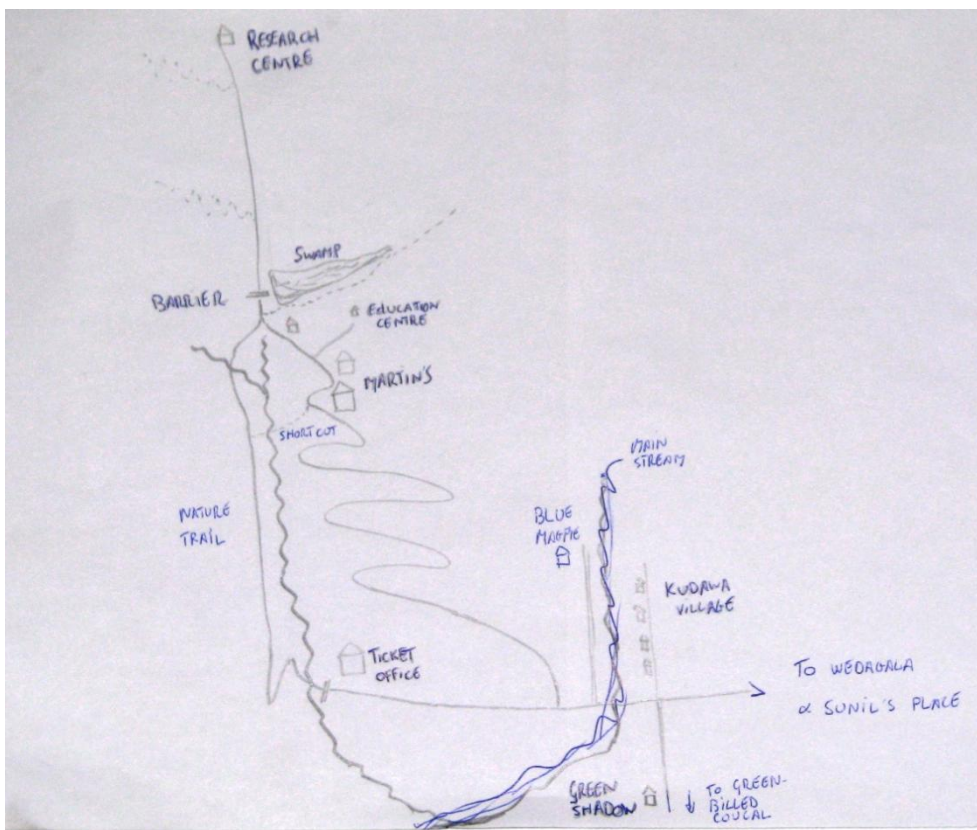 RESEARCH
CENTRE
SWAMP
BARRIER
EDUCATION
CENTRE
MARTIN'S
SHORT CUT
MAIN
STREAM
NATURE
TRAIL
BLUE
MAGPIE
KUDAWA
VILLAGE
TICKET
OFFICE
TO WEDAGALA
& SUNIL'S PLACE
GREEN
SHADOW
TO GREEN-
BILLED
COUCAL